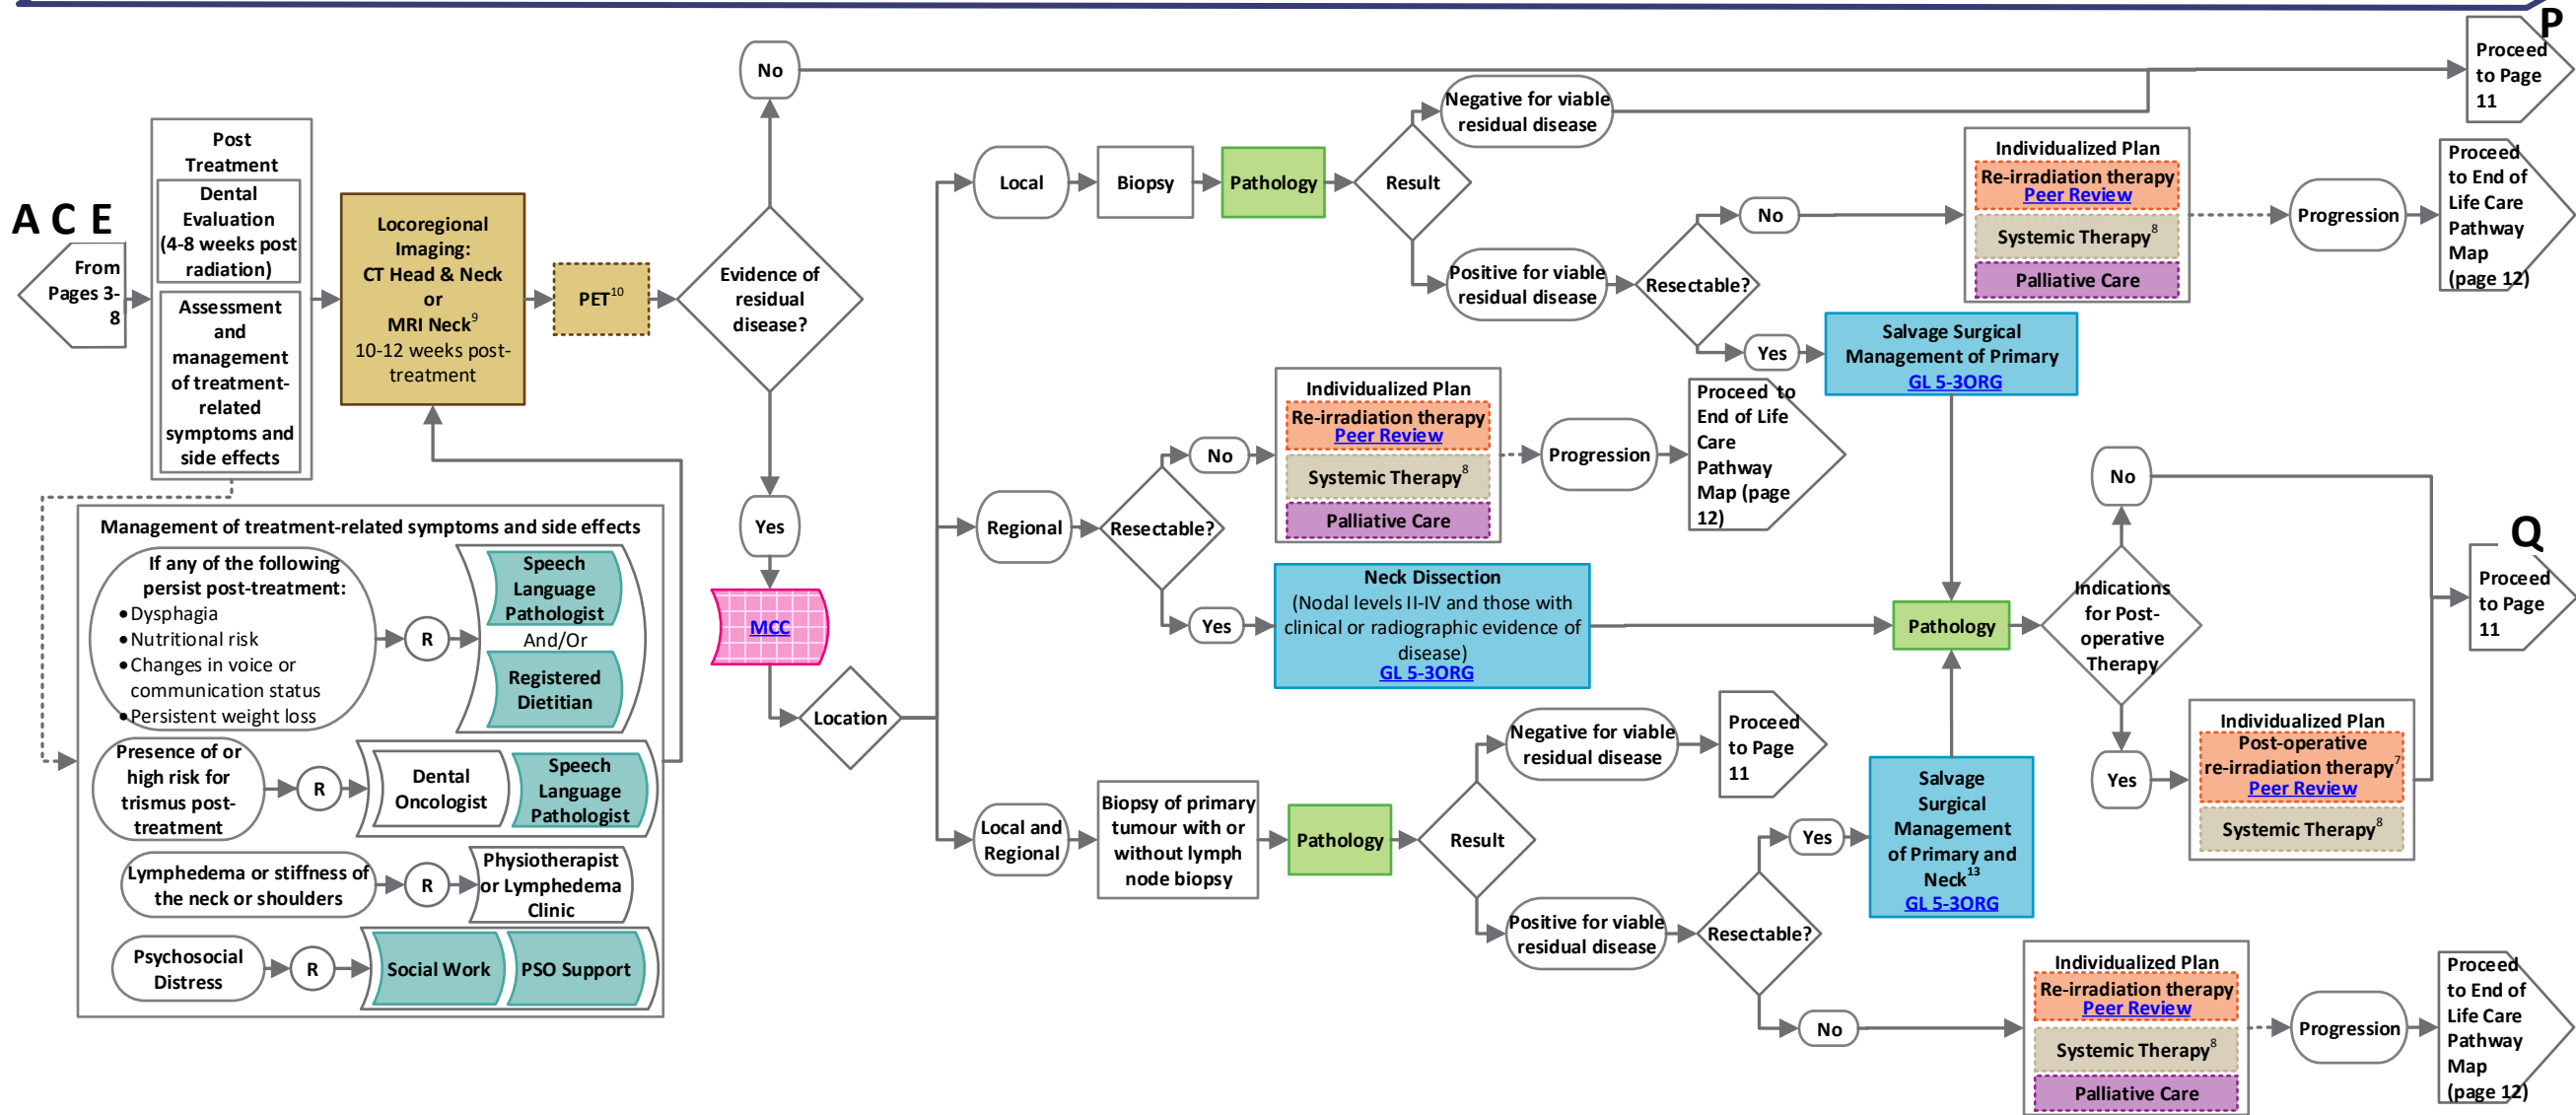 P
No
Proceed
to Page
11
Negative for viable
residual disease
Post
Treatment
Dental
Evaluation
(4-8 weeks post
radiation)
Assessment
and
management
of treatment-
related
symptoms and
side effects
A C E
From
Pages 3-
8
Locoregional
Imaging:
CT Head & Neck
or
MRI Neck9
10-12 weeks post-
treatment
PET10
Evidence of
residual
disease?
Local
Biopsy
Pathology
Result
Positive for viable
residual disease
Resectable?
No
Individualized Plan
Re-irradiation therapy
Peer Review
Systemic Therapy8
Palliative Care
Progression
Proceed
to End of
Life Care
Pathway
Map
(page 12)
Yes
Salvage Surgical
Management of Primary
GL 5-3ORG
Yes
MCC
Location
Regional
Resectable?
No
Individualized Plan
Re-irradiation therapy
Peer Review
Systemic Therapy8
Palliative Care
Progression
Proceed to
End of Life
Care
Pathway
Map (page
12)
Yes
Neck Dissection
(Nodal levels II-IV and those with
clinical or radiographic evidence of
disease)
GL 5-3ORG
Pathology
Indications
for Post-
operative
Therapy
No
Q
Proceed
to Page
11
Yes
Individualized Plan
Post-operative
re-irradiation therapy7
Peer Review
Systemic Therapy8
Management of treatment-related symptoms and side effects
If any of the following
persist post-treatment:
•Dysphagia
•Nutritional risk
•Changes in voice or
communication status
•Persistent weight loss
R
Speech
Language
Pathologist
And/Or
Registered
Dietitian
Presence of or
high risk for
trismus post-
treatment
R
Dental
Oncologist
Speech
Language
Pathologist
Lymphedema or stiffness of
the neck or shoulders
R
Physiotherapist
or Lymphedema
Clinic
Psychosocial
Distress
R
Social Work
PSO Support
Local and
Regional
Biopsy of primary
tumour with or
without lymph
node biopsy
Pathology
Result
Negative for viable
residual disease
Proceed
to Page
11
Positive for viable
residual disease
Resectable?
Yes
Salvage
Surgical
Management
of Primary and
Neck13
GL 5-3ORG
No
Individualized Plan
Re-irradiation therapy
Peer Review
Systemic Therapy8
Palliative Care
Progression
Proceed
to End of
Life Care
Pathway
Map
(page 12)